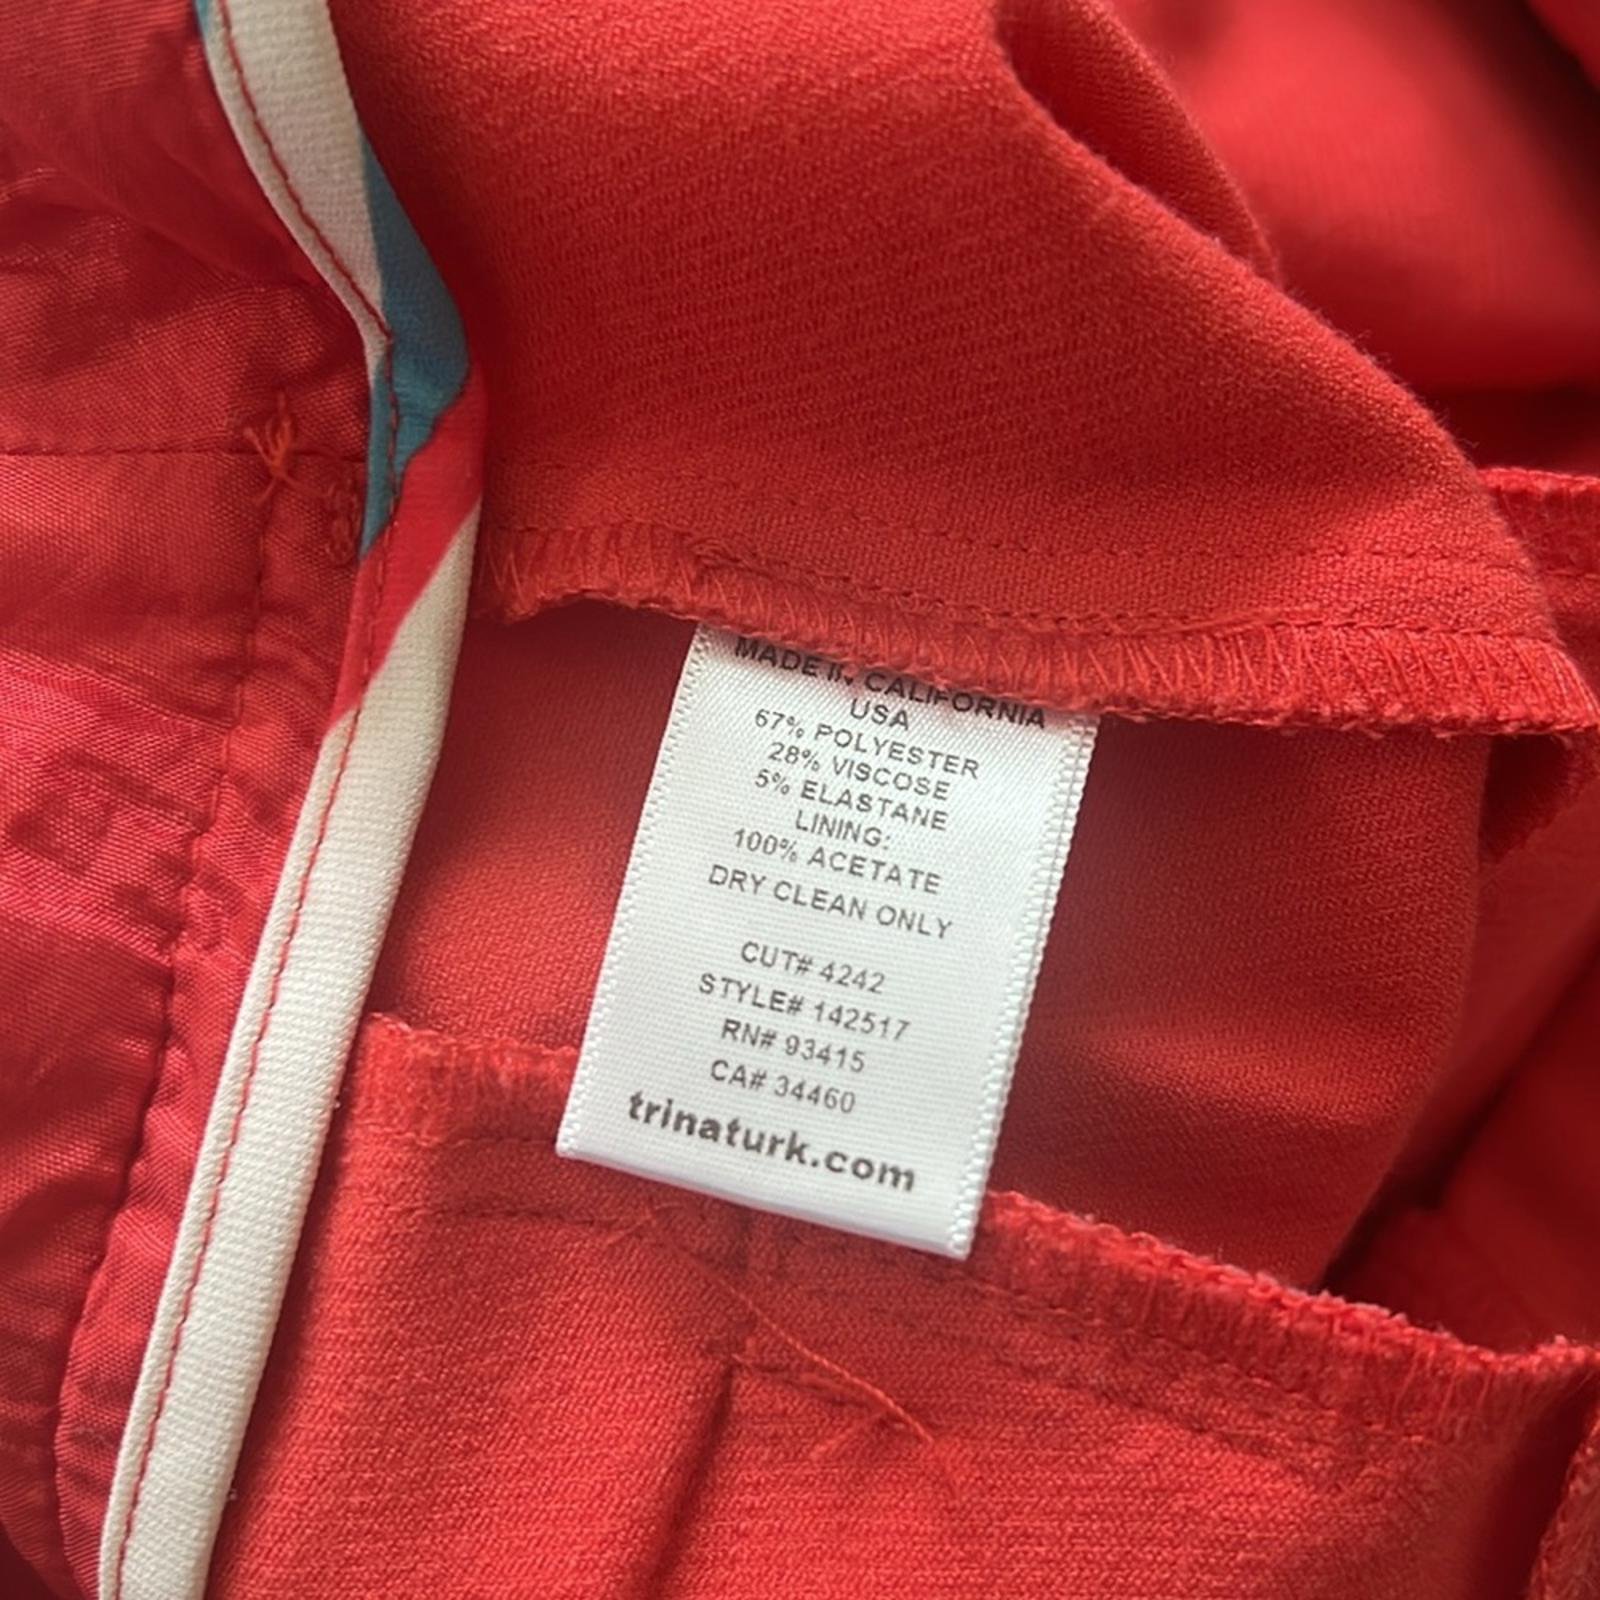 MADE IN CALIFORNIA
USA
67% POLYESTER
28% VISCOSE
5% ELASTANE
LINING:
100% ACETATE
DRY CLEAN ONLY
CUT# 4242
STYLE# 142517
RN# 93415
CA# 34460
trinaturk.com